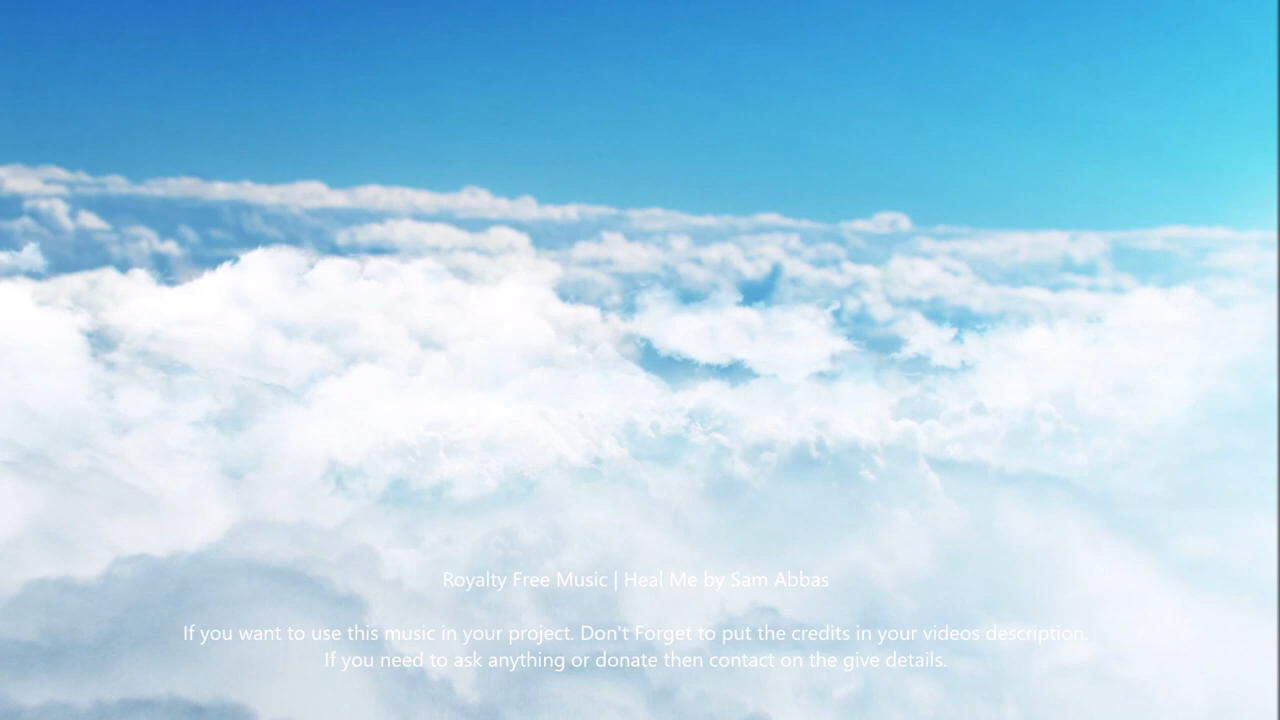 Royalty Free Music | Heal Me by Sam Abbas
If you want to use this music in your project. Don't Forget to put the credits in your videos description.
If you need to ask anything or donate then contact on the give details.